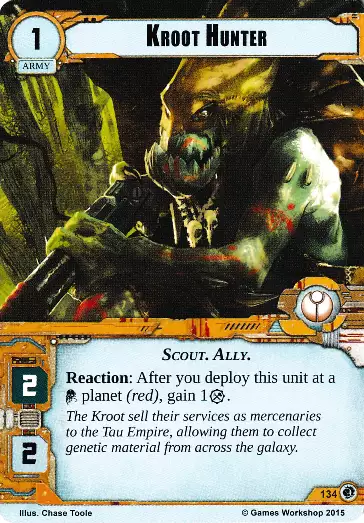 1
ARMY
KROOT HUNTER
SCOUT. ALLY.
2
Reaction: After you deploy this unit at a
planet (red), gain 1.
The Kroot sell their services as mercenaries
to the Tau Empire, allowing them to collect
genetic material from across the galaxy.
2
134
Illus. Chase Toole
© Games Workshop 2015